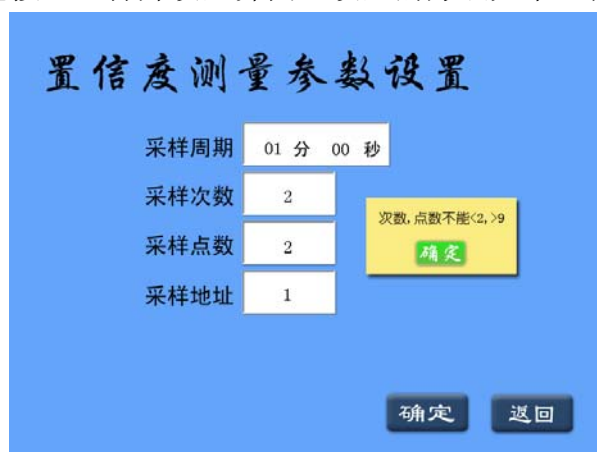 置信度测量参数设置
采样周期 01 分 00 秒
采样次数 2
次数,点数不能<2,>9
采样点数 2
确定
采样地址 1
确定 返回